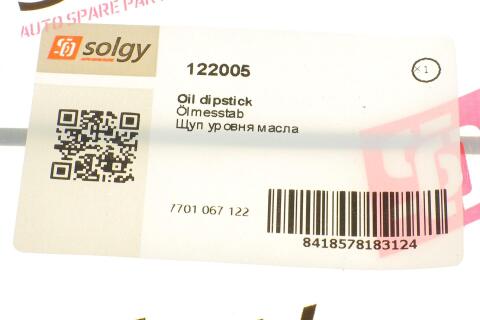 AUTO SPARE PAR
solgy
122005
×1
Oil dipstick
Ölmesstab
Щуп уровня масла
7701 067 122
8418578183124